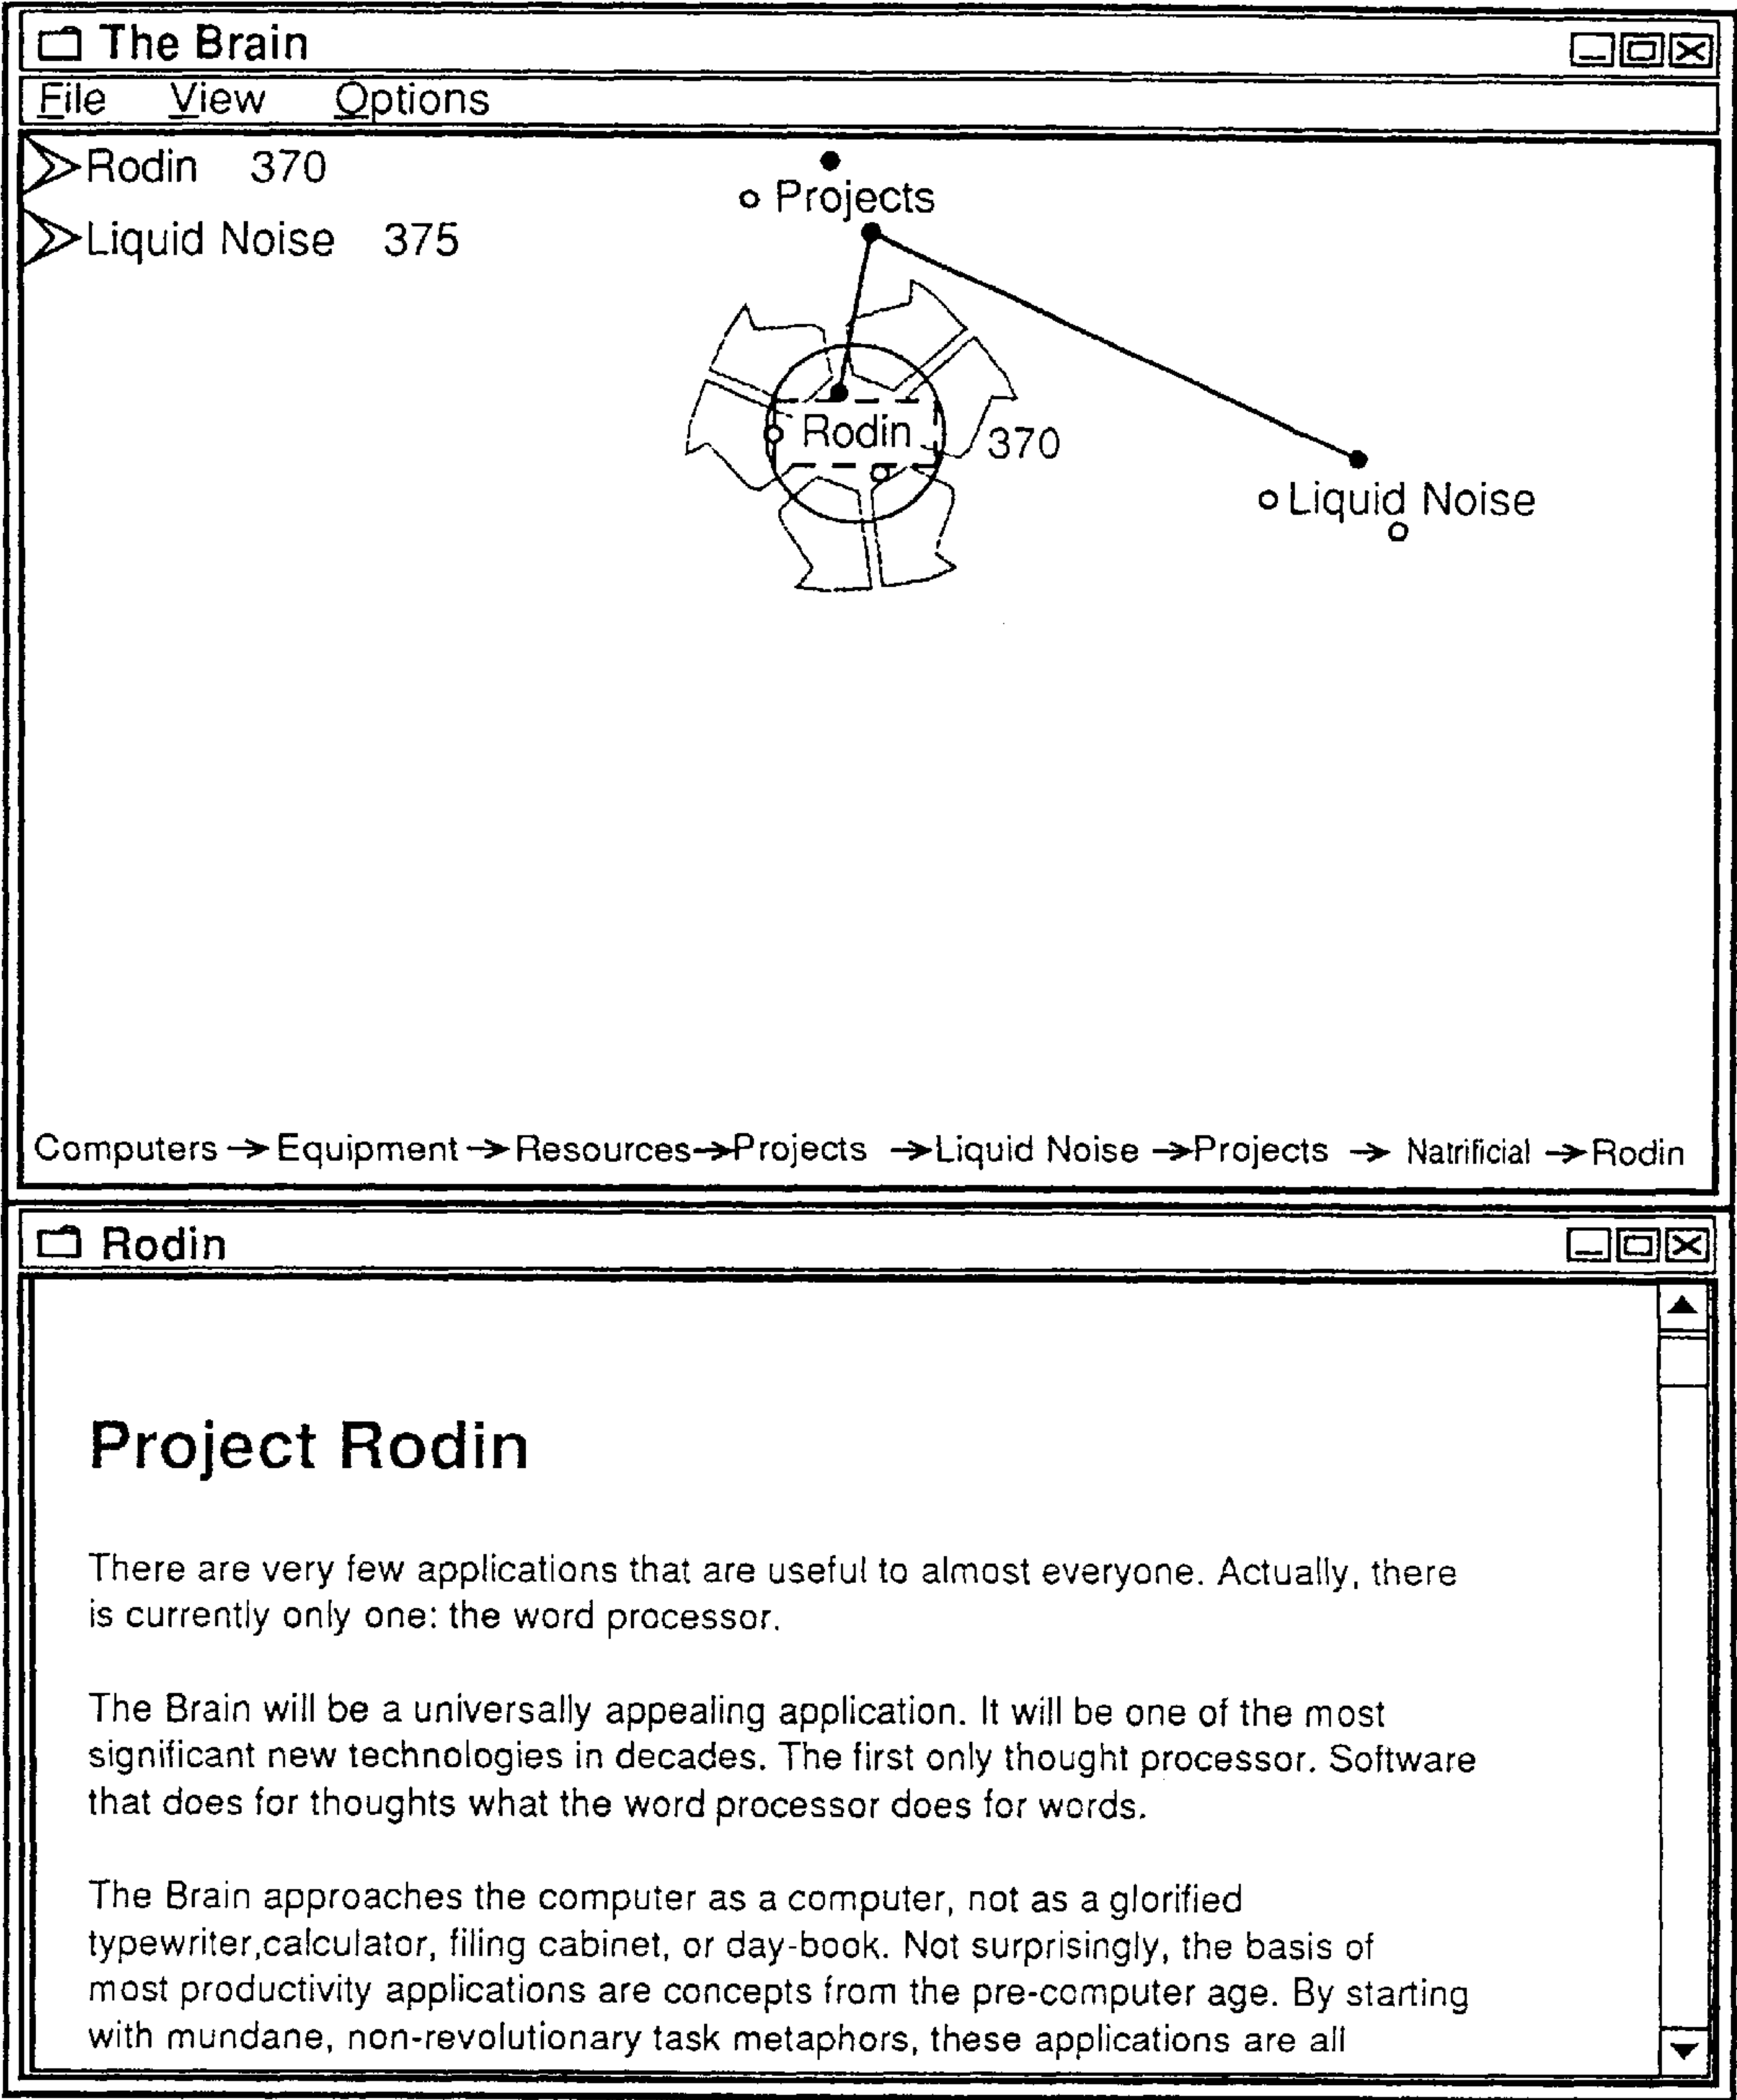 The Brain
File View Options
Rodin 370
Liquid Noise 375
Projects
Rodin 370
Liquid Noise
Computers → Equipment → Resources → Projects → Liquid Noise → Projects → Natrificial → Rodin
Rodin
Project Rodin
There are very few applications that are useful to almost everyone. Actually, there
is currently only one: the word processor.
The Brain will be a universally appealing application. It will be one of the most
significant new technologies in decades. The first only thought processor. Software
that does for thoughts what the word processor does for words.
The Brain approaches the computer as a computer, not as a glorified
typewriter,calculator, filing cabinet, or day-book. Not surprisingly, the basis of
most productivity applications are concepts from the pre-computer age. By starting
with mundane, non-revolutionary task metaphors, these applications are all